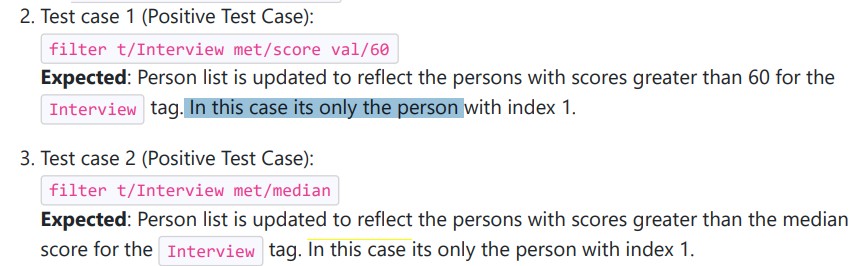 2. Test case 1 (Positive Test Case):
filter t/Interview met/score val/60
Expected: Person list is updated to reflect the persons with scores greater than 60 for the
Interview tag. In this case its only the person with index 1.
3. Test case 2 (Positive Test Case):
filter t/Interview met/median
Expected: Person list is updated to reflect the persons with scores greater than the median
score for the Interview tag. In this case its only the person with index 1.